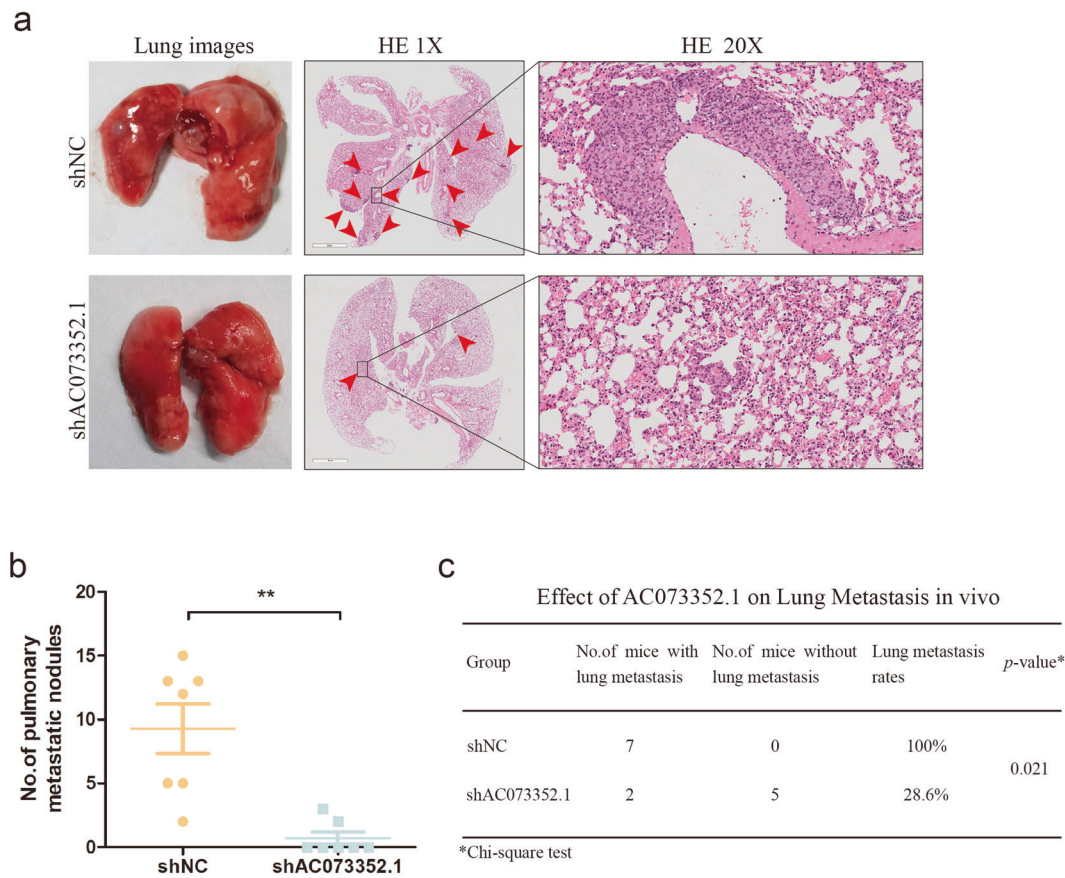 a
Lung images
HE 1X
HE 20X
shNC
shAC073352.1
b
No.of pulmonary
metastatic nodules
20
15
10
5
0
**
shNC
shAC073352.1
c
Effect of AC073352.1 on Lung Metastasis in vivo
Group
No.of mice with
lung metastasis
No.of mice without
lung metastasis
Lung metastasis
rates
p-value*
shNC 7 0 100%
0.021
shAC073352.1 2 5 28.6%
*Chi-square test